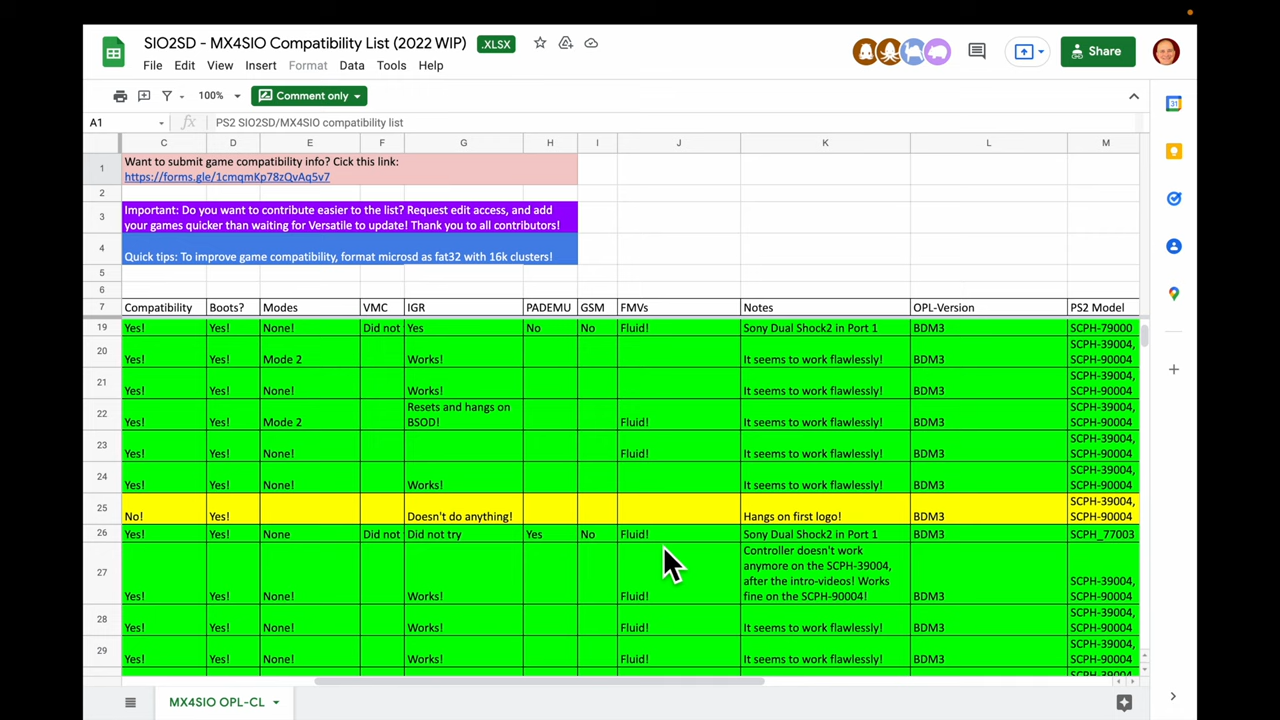 SIO2SD - MX4SIO Compatibility List (2022 WIP) .XLSX
Share
File Edit View Insert Format Data Tools Help
100% Comment only
A1 fx PS2 SIO2SD/MX4SIO compatibility list
31
C D E F G H I J K L M
1 Want to submit game compatibility info? Cick this link:
https://forms.gle/1cmqmKp78zQvAq5v7
2
3 Important: Do you want to contribute easier to the list? Request edit access, and add
your games quicker than waiting for Versatile to update! Thank you to all contributors!
4 Quick tips: To improve game compatibility, format microsd as fat32 with 16k clusters!
5
6
7 Compatibility Boots? Modes VMC IGR PADEMU GSM FMVs Notes OPL-Version PS2 Model
19 Yes! Yes! None! Did not Yes No No Fluid! Sony Dual Shock2 in Port 1 BDM3 SCPH-79000
SCPH-39004,
20 Yes! Yes! Mode 2 Works! It seems to work flawlessly! BDM3 SCPH-90004
SCPH-39004,
21 Yes! Yes! None! Works! It seems to work flawlessly! BDM3 SCPH-90004
Resets and hangs on SCPH-39004,
22 Yes! Yes! Mode 2 BSOD! Fluid! It seems to work flawlessly! BDM3 SCPH-90004
SCPH-39004,
23 Yes! Yes! None! Fluid! It seems to work flawlessly! BDM3 SCPH-90004
SCPH-39004,
24 Yes! Yes! None! Works! It seems to work flawlessly! BDM3 SCPH-90004
SCPH-39004,
25 No! Yes! Doesn't do anything! Hangs on first logo! BDM3 SCPH-90004
26 Yes! Yes! None Did not Did not try Yes No Fluid! Sony Dual Shock2 in Port 1 BDM3 SCPH_77003
Controller doesn't work
anymore on the SCPH-39004,
27 after the intro-videos! Works SCPH-39004,
Yes! Yes! None! Works! Fluid! fine on the SCPH-90004! BDM3 SCPH-90004
SCPH-39004,
28 Yes! Yes! None! Works! Fluid! It seems to work flawlessly! BDM3 SCPH-90004
SCPH-39004,
29 Yes! Yes! None! Works! Fluid! It seems to work flawlessly! BDM3 SCPH-90004
SCPH-39004,
MX4SIO OPL-CL